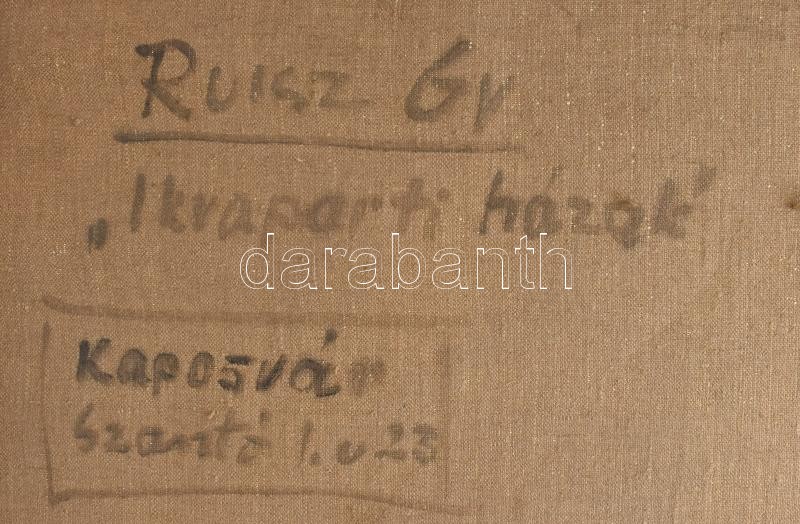 RUISZ Gy
„Ikraparti házak"
darabanth
Kaposvár
Szántó I. u 23